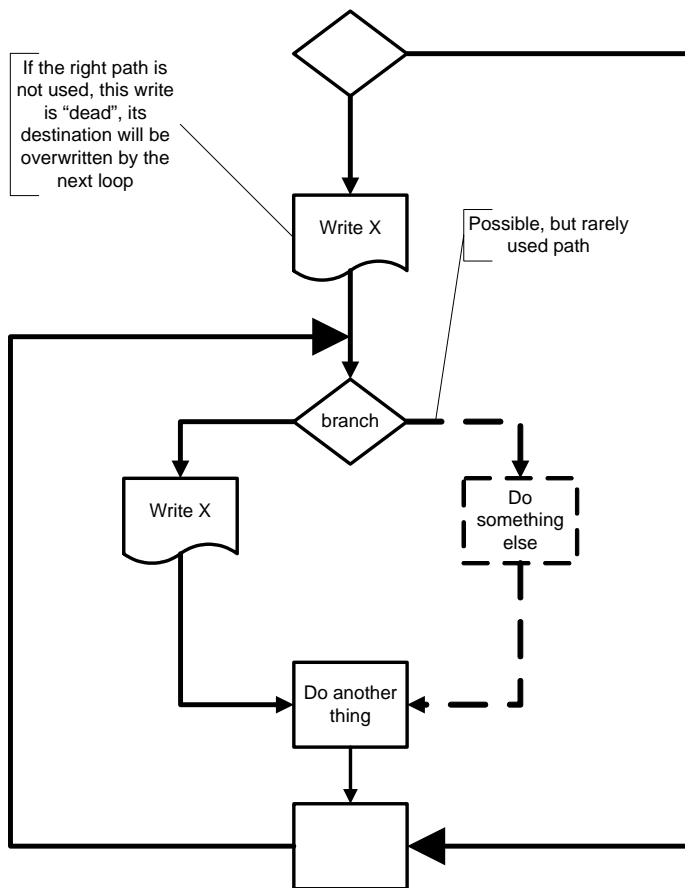 If the right path is
not used, this write
is “dead”, its
destination will be
overwritten by the
next loop
Write X
Possible, but rarely
used path
branch
Write X
Do
something
else
Do another
thing